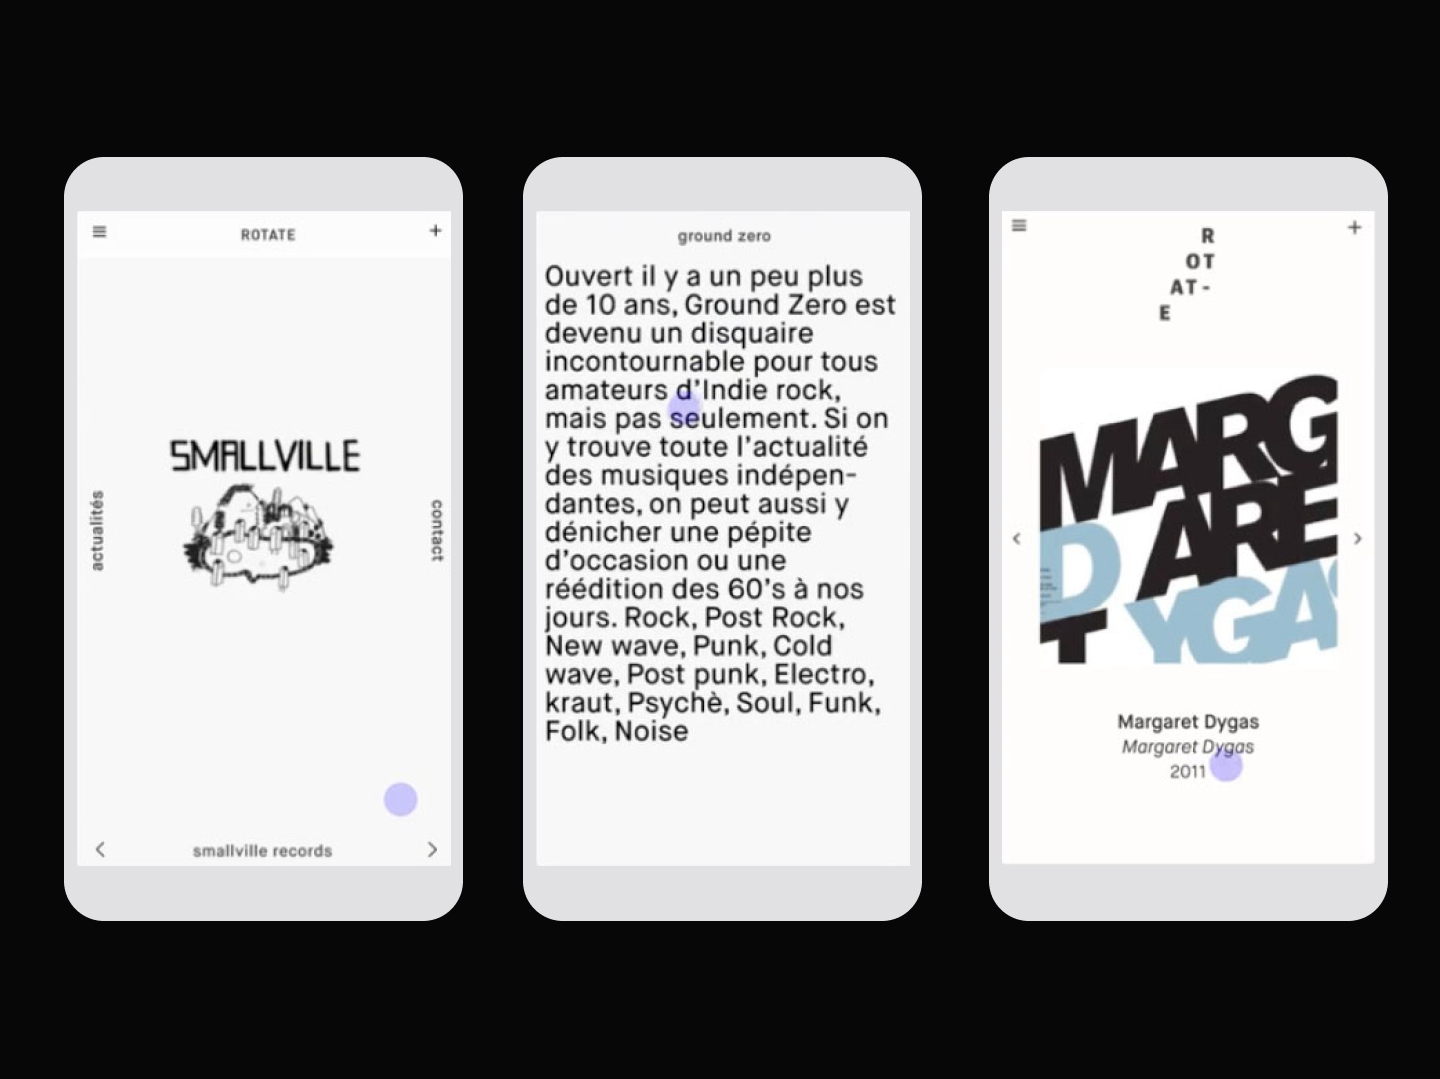 ROTATE
SMALLVILLE
actualités
contact
smallville records
ground zero
Ouvert il y a un peu plus
de 10 ans, Ground Zero est
devenu un disquaire
incontournable pour tous
amateurs d'Indie rock,
mais pas seulement. Si on
y trouve toute l'actualité
des musiques indépen-
dantes, on peut aussi y
dénicher une pépite
d'occasion ou une
réédition des 60's à nos
jours. Rock, Post Rock,
New wave, Punk, Cold
wave, Post punk, Electro,
kraut, Psychè, Soul, Funk,
Folk, Noise
R
OT
AT-
E
MARG
ARE
D YGAS
T
Margaret Dygas
Margaret Dygas
2011